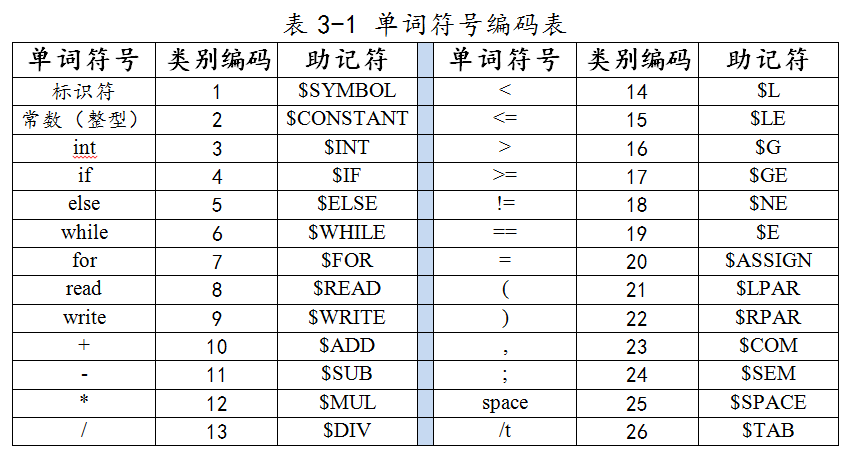 表 3-1 单词符号编码表
单词符号 类别编码 助记符 单词符号 类别编码 助记符
标识符 1 $SYMBOL < 14 $L
常数（整型） 2 $CONSTANT <= 15 $LE
int 3 $INT > 16 $G
if 4 $IF >= 17 $GE
else 5 $ELSE != 18 $NE
while 6 $WHILE == 19 $E
for 7 $FOR = 20 $ASSIGN
read 8 $READ ( 21 $LPAR
write 9 $WRITE ) 22 $RPAR
+ 10 $ADD , 23 $COM
- 11 $SUB ; 24 $SEM
* 12 $MUL space 25 $SPACE
/ 13 $DIV /t 26 $TAB